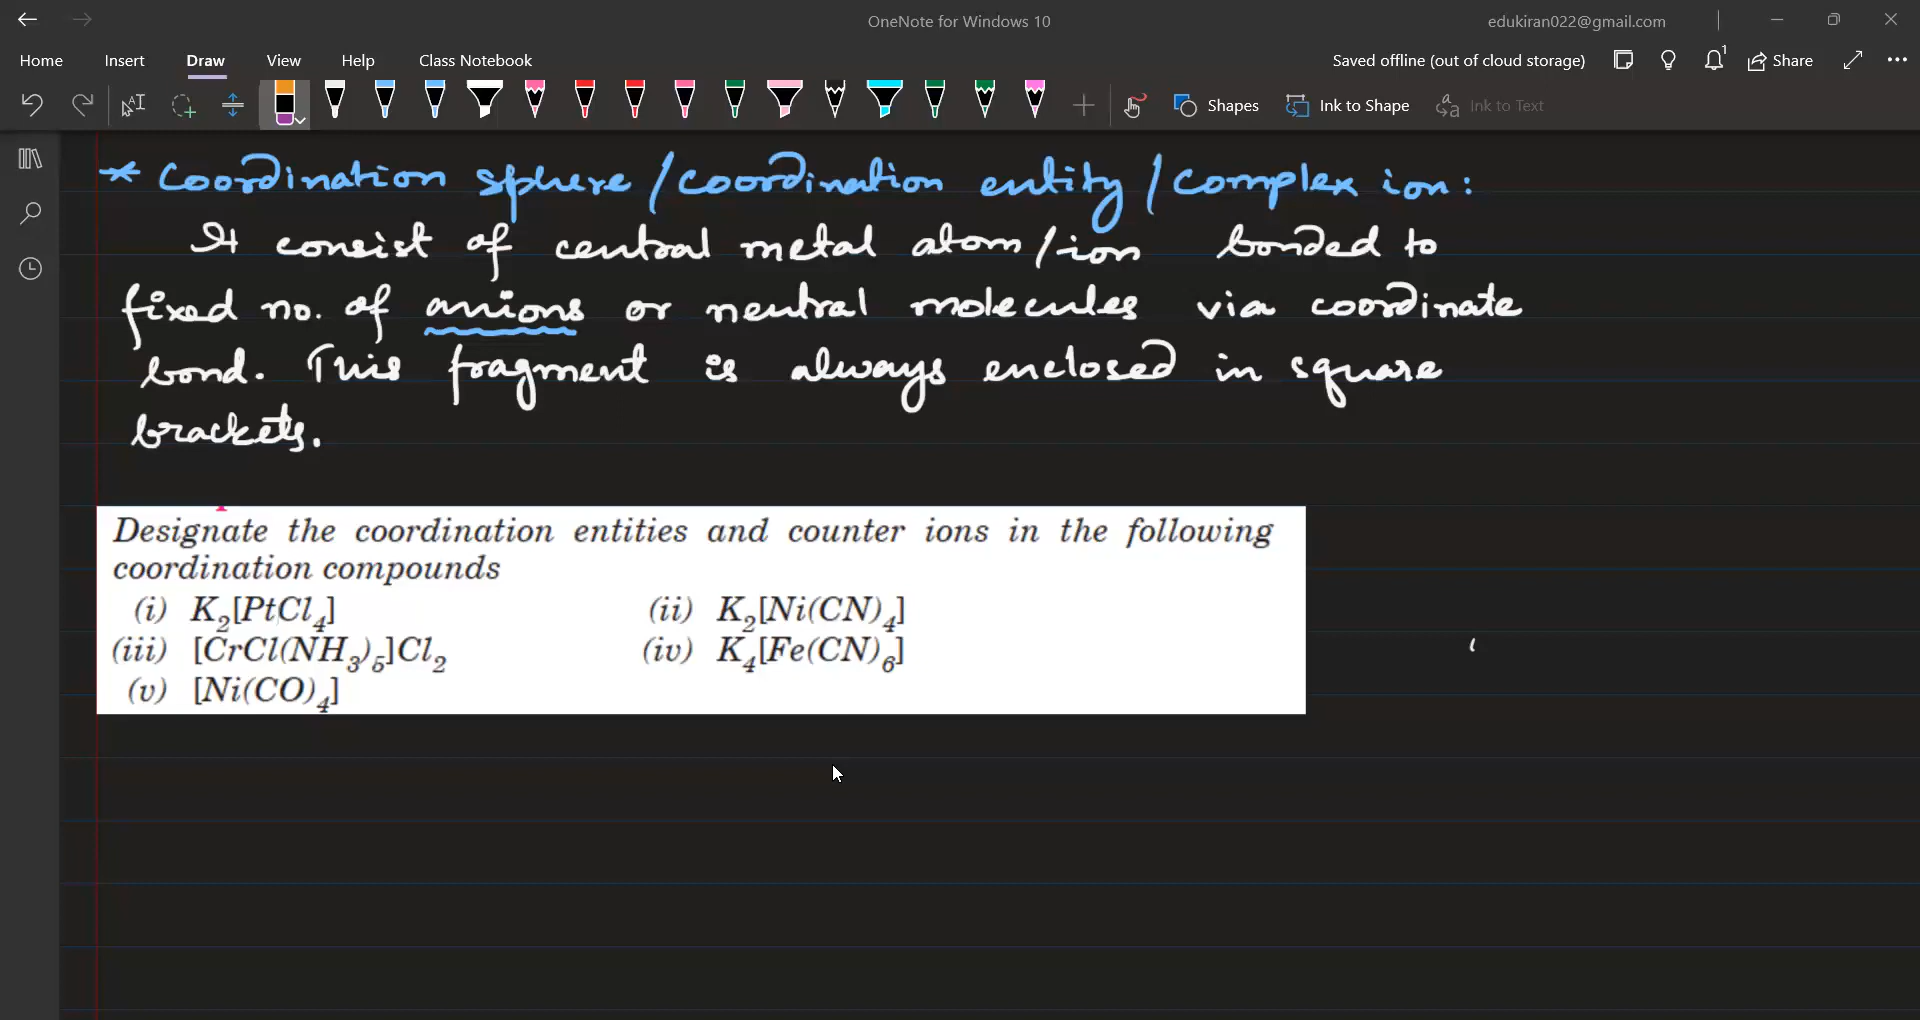 OneNote for Windows 10
edukiran022@gmail.com
Home Insert Draw View Help Class Notebook
Saved offline (out of cloud storage) 1 Share
Shapes Ink to Shape Ink to Text
* Coordination sphere / coordination entity / complex ion :
It consist of central metal atom / ion bonded to
fixed no. of anions or neutral molecules via coordinate
bond. This fragment is always enclosed in square
brackets.
Designate the coordination entities and counter ions in the following
coordination compounds
(i) K₂[PtCl₄] (ii) K₂[Ni(CN)₄]
(iii) [CrCl(NH₃)₅]Cl₂ (iv) K₄[Fe(CN)₆]
(v) [Ni(CO)₄]